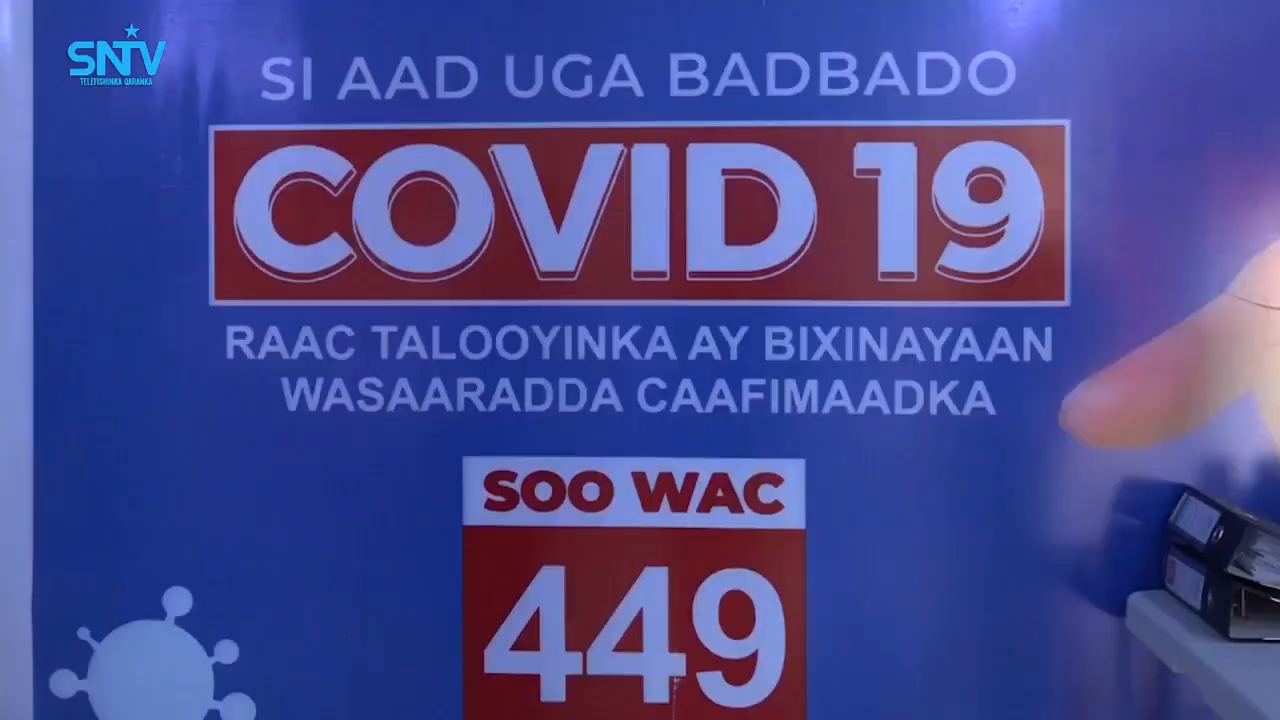 SNTV
TELEFISHINKA QARANKA
SI AAD UGA BADBADO
COVID 19
RAAC TALOOYINKA AY BIXINAYAAN
WASAARADDA CAAFIMAADKA
SOO WAC
449